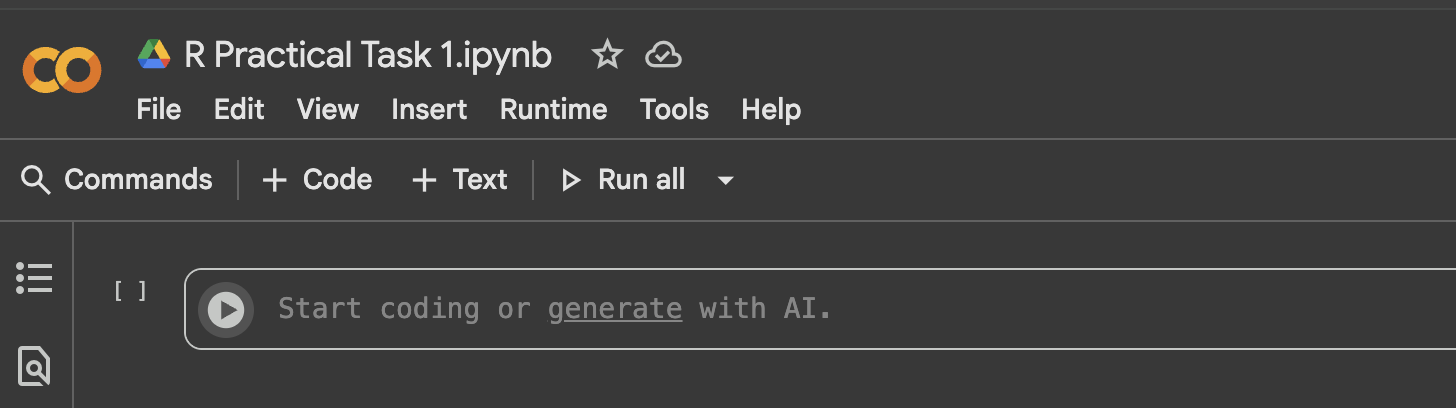 R Practical Task 1.ipynb
File Edit View Insert Runtime Tools Help
Commands + Code + Text Run all
[ ] Start coding or generate with AI.